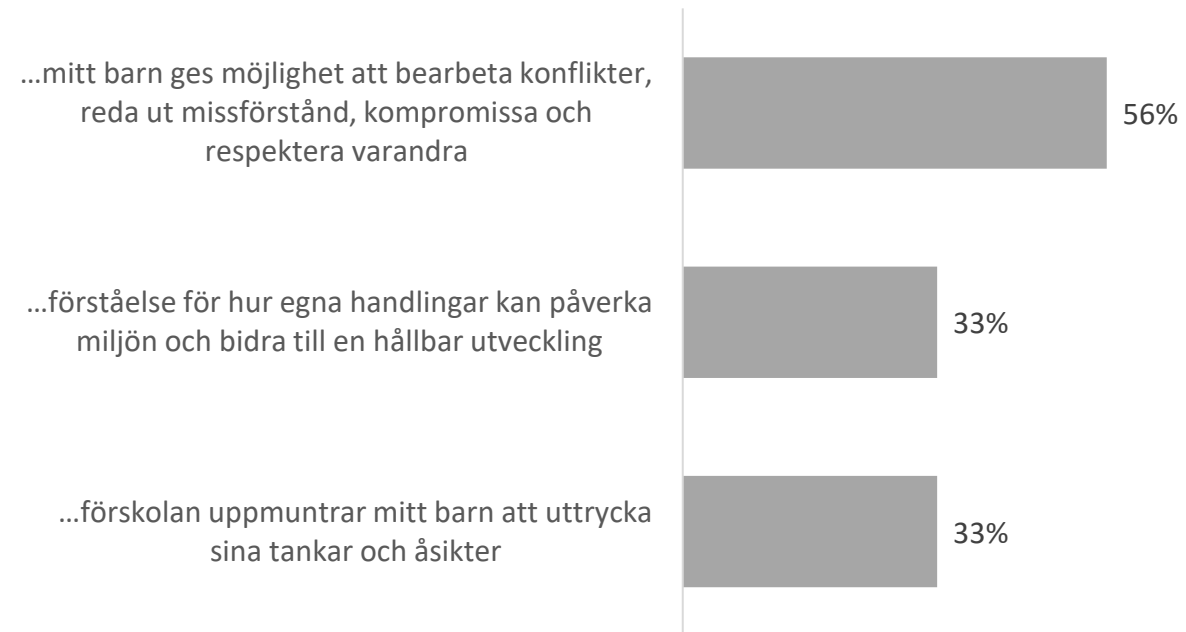 …mitt barn ges möjlighet att bearbeta konflikter,
reda ut missförstånd, kompromissa och
respektera varandra
56%
…förståelse för hur egna handlingar kan påverka
miljön och bidra till en hållbar utveckling
33%
…förskolan uppmuntrar mitt barn att uttrycka
sina tankar och åsikter
33%